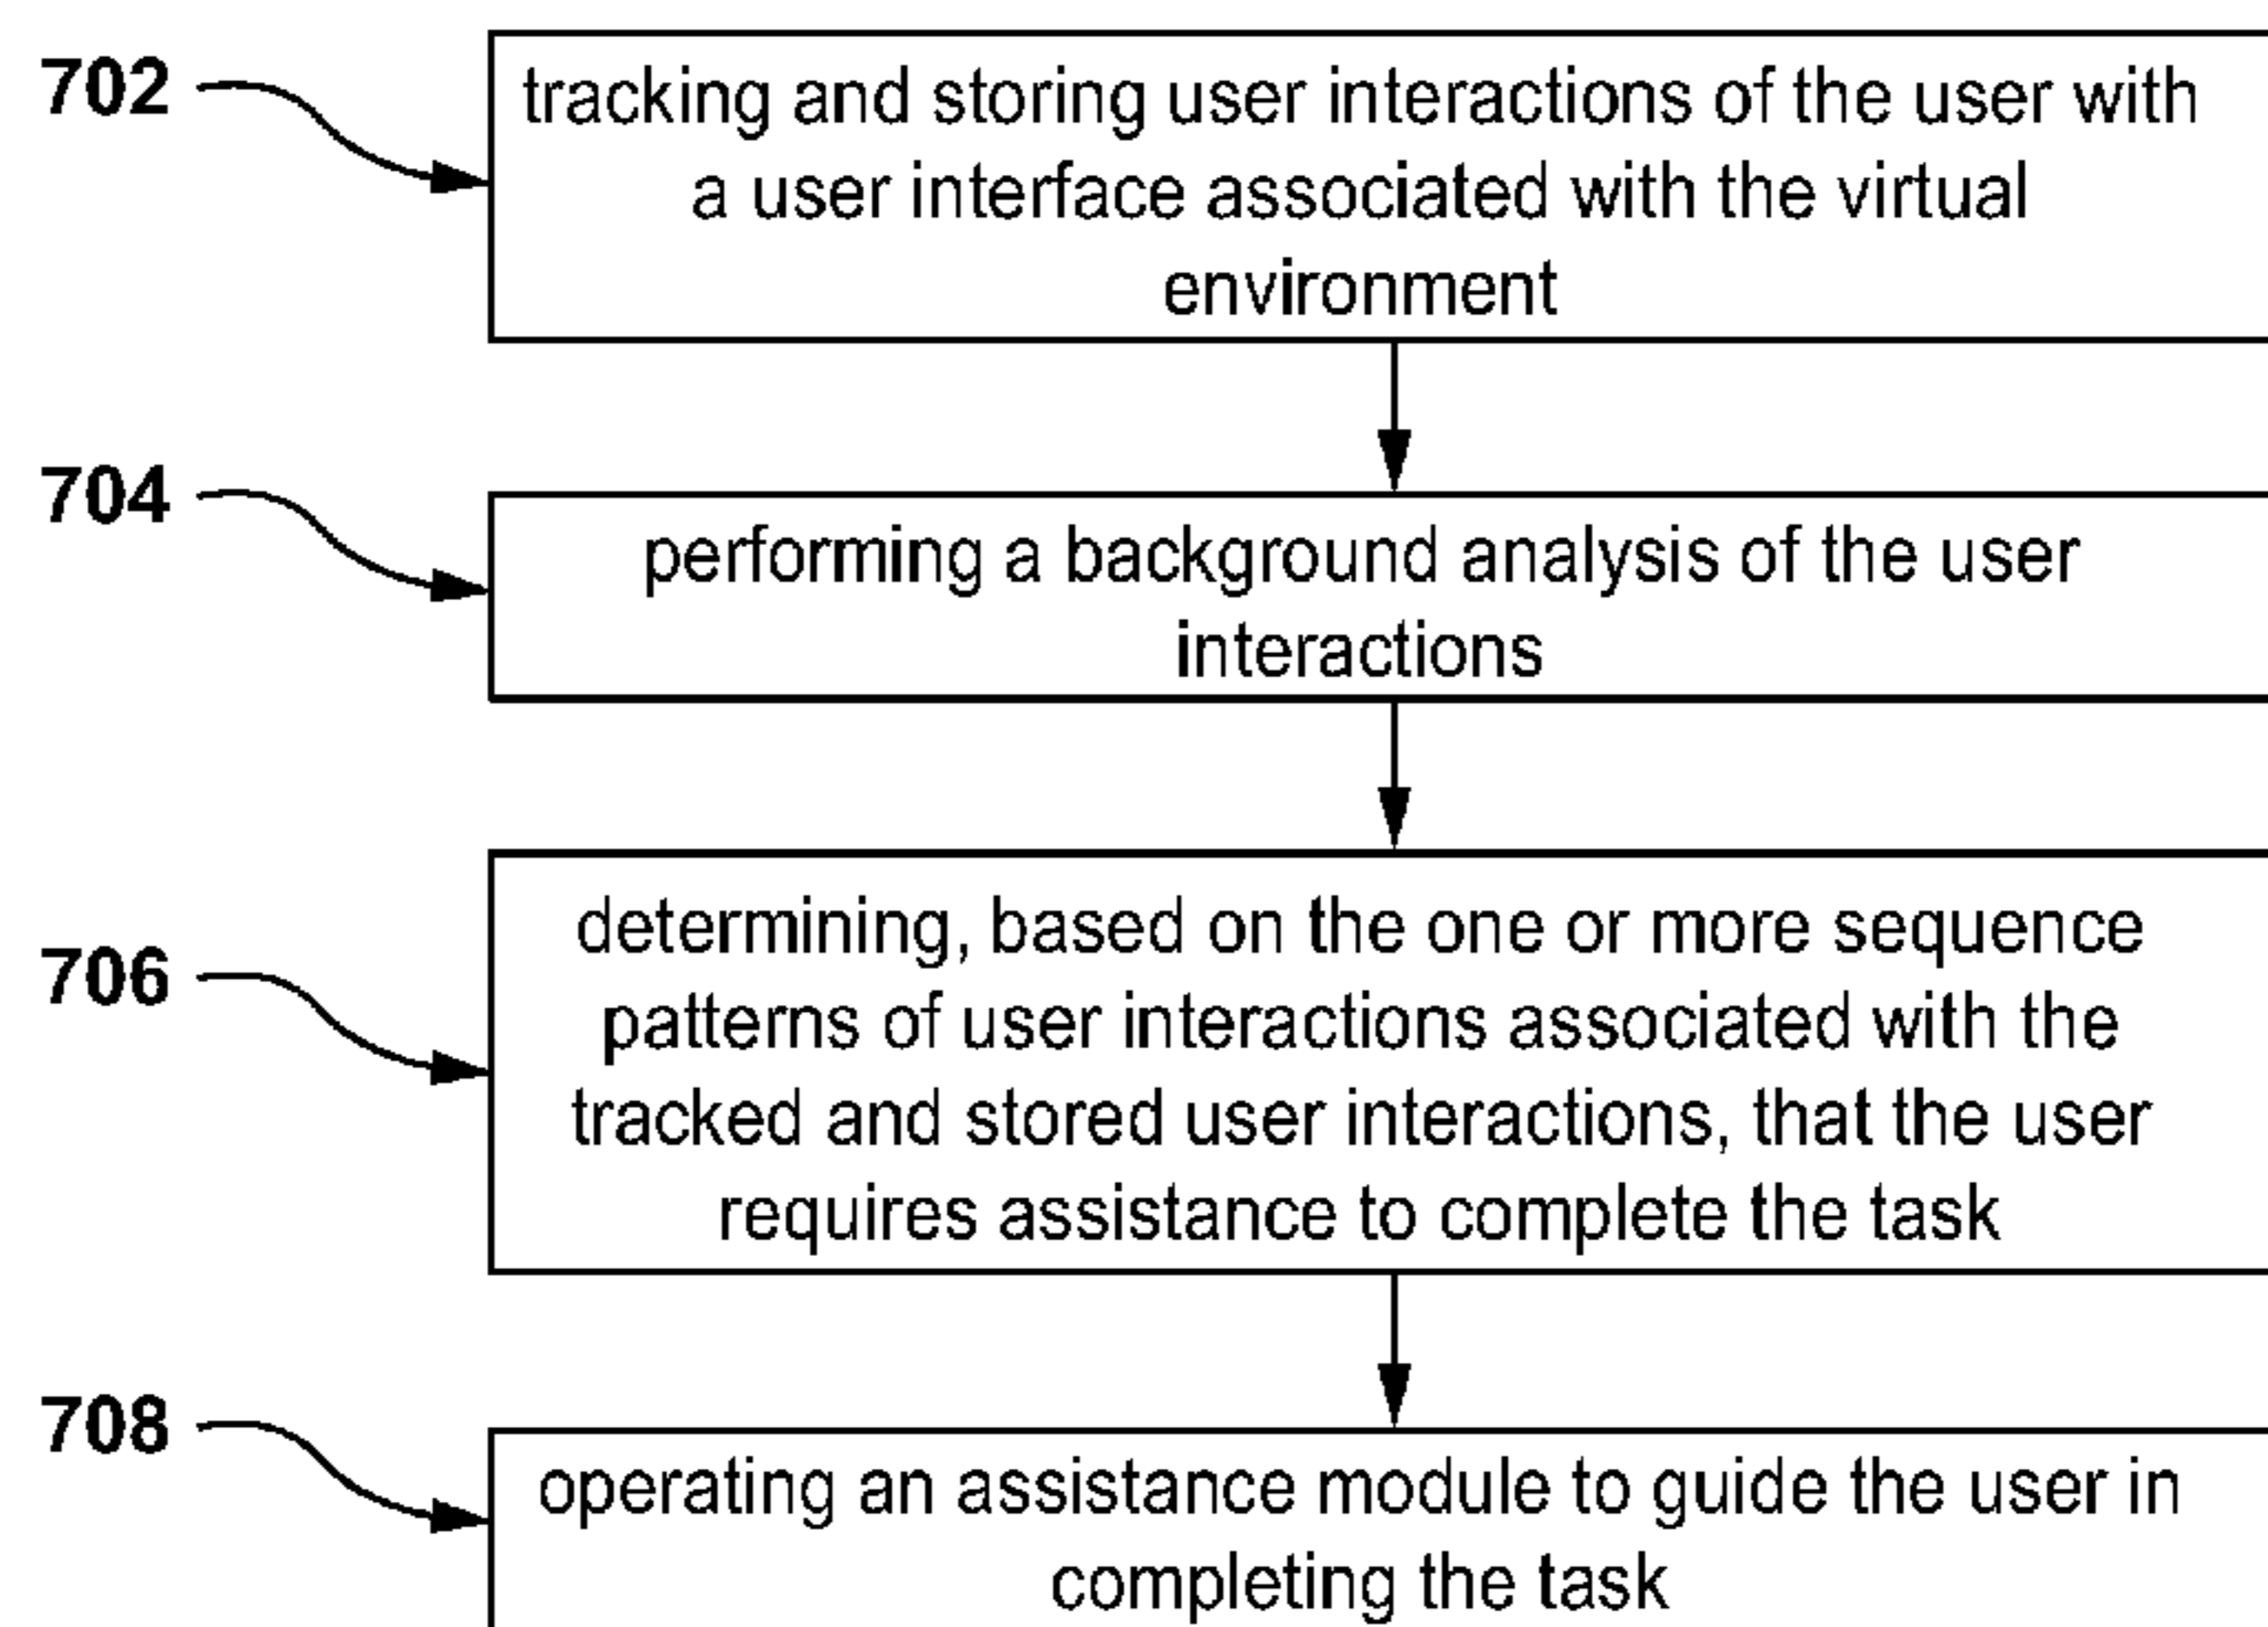 702
tracking and storing user interactions of the user with
a user interface associated with the virtual
environment
704
performing a background analysis of the user
interactions
706
determining, based on the one or more sequence
patterns of user interactions associated with the
tracked and stored user interactions, that the user
requires assistance to complete the task
708
operating an assistance module to guide the user in
completing the task